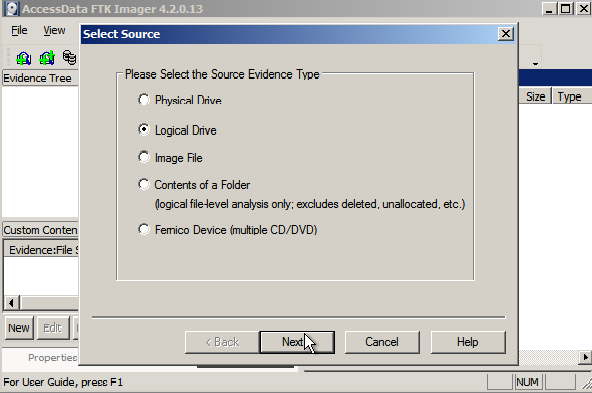 AccessData FTK Imager 4.2.0.13
File View
Select Source
Evidence Tree
Size Type
Please Select the Source Evidence Type
Physical Drive
Logical Drive
Image File
Contents of a Folder
(logical file-level analysis only; excludes deleted, unallocated, etc.)
Fernico Device (multiple CD/DVD)
Custom Conten
Evidence:File S
New Edit
< Back Next Cancel Help
Properties
For User Guide, press F1
NUM